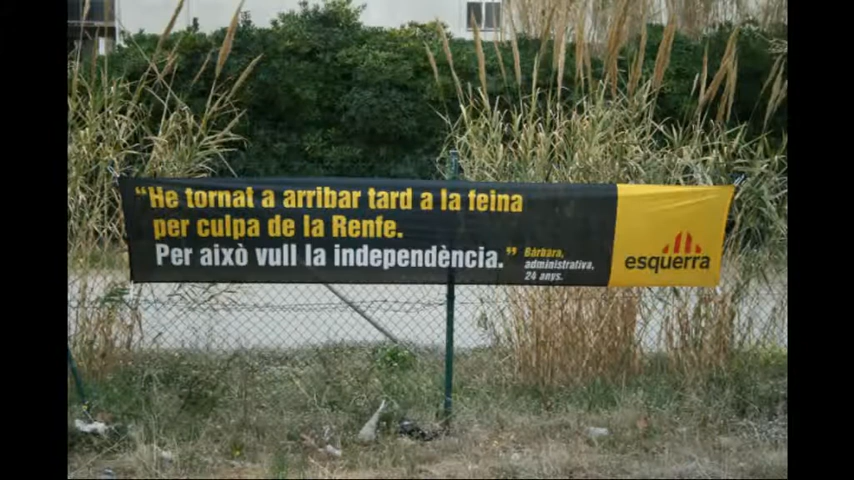 “He tornat a arribar tard a la feina
per culpa de la Renfe.
Per això vull la independència.”
Bárbara,
administrativa,
24 anys.
esquerra